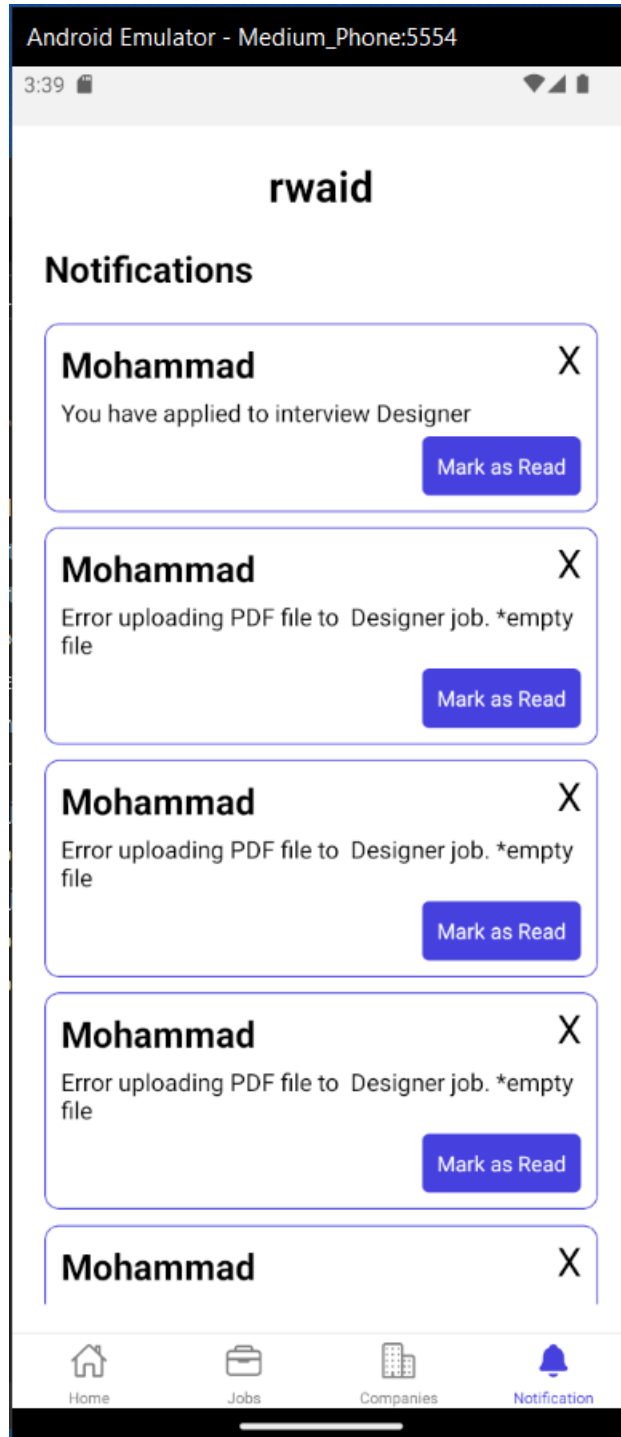 Android Emulator - Medium_Phone:5554
3:39
rwaid
Notifications
Mohammad
X
You have applied to interview Designer
Mark as Read
Mohammad
X
Error uploading PDF file to  Designer job. *empty
file
Mark as Read
Mohammad
X
Error uploading PDF file to  Designer job. *empty
file
Mark as Read
Mohammad
X
Error uploading PDF file to  Designer job. *empty
file
Mark as Read
Mohammad
X
Home
Jobs
Companies
Notification